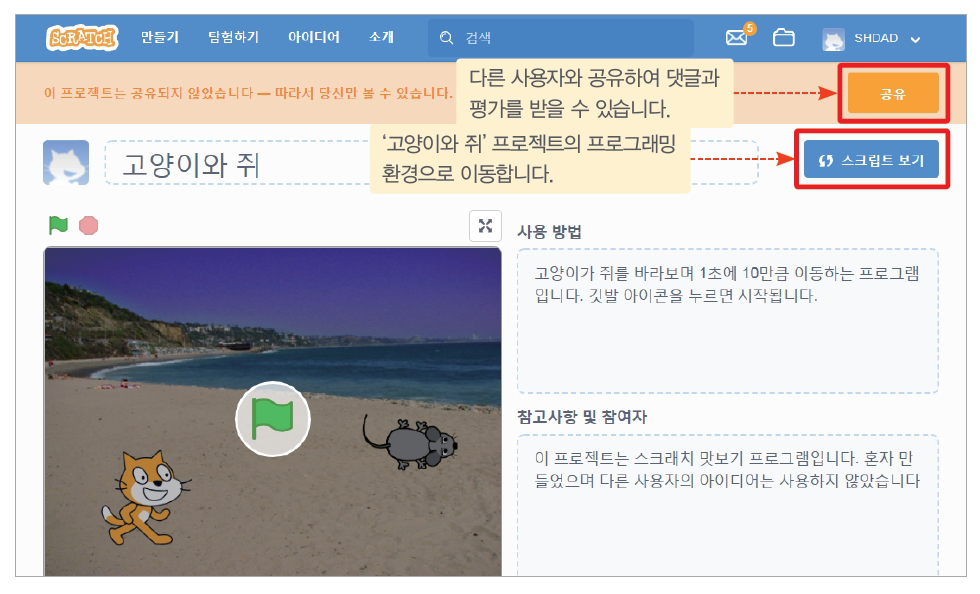 SCRATCH 만들기 탐험하기 아이디어 소개 검색 5 SHDAD
이 프로젝트는 공유되지 않았습니다 — 따라서 당신만 볼 수 있습니다.
다른 사용자와 공유하여 댓글과
평가를 받을 수 있습니다.
공유
고양이와 쥐
‘고양이와 쥐’ 프로젝트의 프로그래밍
환경으로 이동합니다.
스크립트 보기
사용 방법
고양이가 쥐를 바라보며 1초에 10만큼 이동하는 프로그램
입니다. 깃발 아이콘을 누르면 시작됩니다.
참고사항 및 참여자
이 프로젝트는 스크래치 맛보기 프로그램입니다. 혼자 만
들었으며 다른 사용자의 아이디어는 사용하지 않았습니다